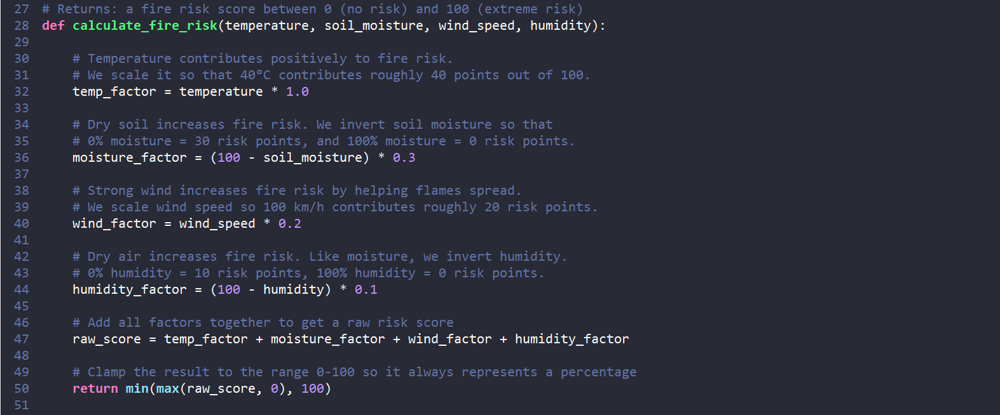 27 # Returns: a fire risk score between 0 (no risk) and 100 (extreme risk)
28 def calculate_fire_risk(temperature, soil_moisture, wind_speed, humidity):
29
30     # Temperature contributes positively to fire risk.
31     # We scale it so that 40°C contributes roughly 40 points out of 100.
32     temp_factor = temperature * 1.0
33
34     # Dry soil increases fire risk. We invert soil moisture so that
35     # 0% moisture = 30 risk points, and 100% moisture = 0 risk points.
36     moisture_factor = (100 - soil_moisture) * 0.3
37
38     # Strong wind increases fire risk by helping flames spread.
39     # We scale wind speed so 100 km/h contributes roughly 20 risk points.
40     wind_factor = wind_speed * 0.2
41
42     # Dry air increases fire risk. Like moisture, we invert humidity.
43     # 0% humidity = 10 risk points, 100% humidity = 0 risk points.
44     humidity_factor = (100 - humidity) * 0.1
45
46     # Add all factors together to get a raw risk score
47     raw_score = temp_factor + moisture_factor + wind_factor + humidity_factor
48
49     # Clamp the result to the range 0-100 so it always represents a percentage
50     return min(max(raw_score, 0), 100)
51